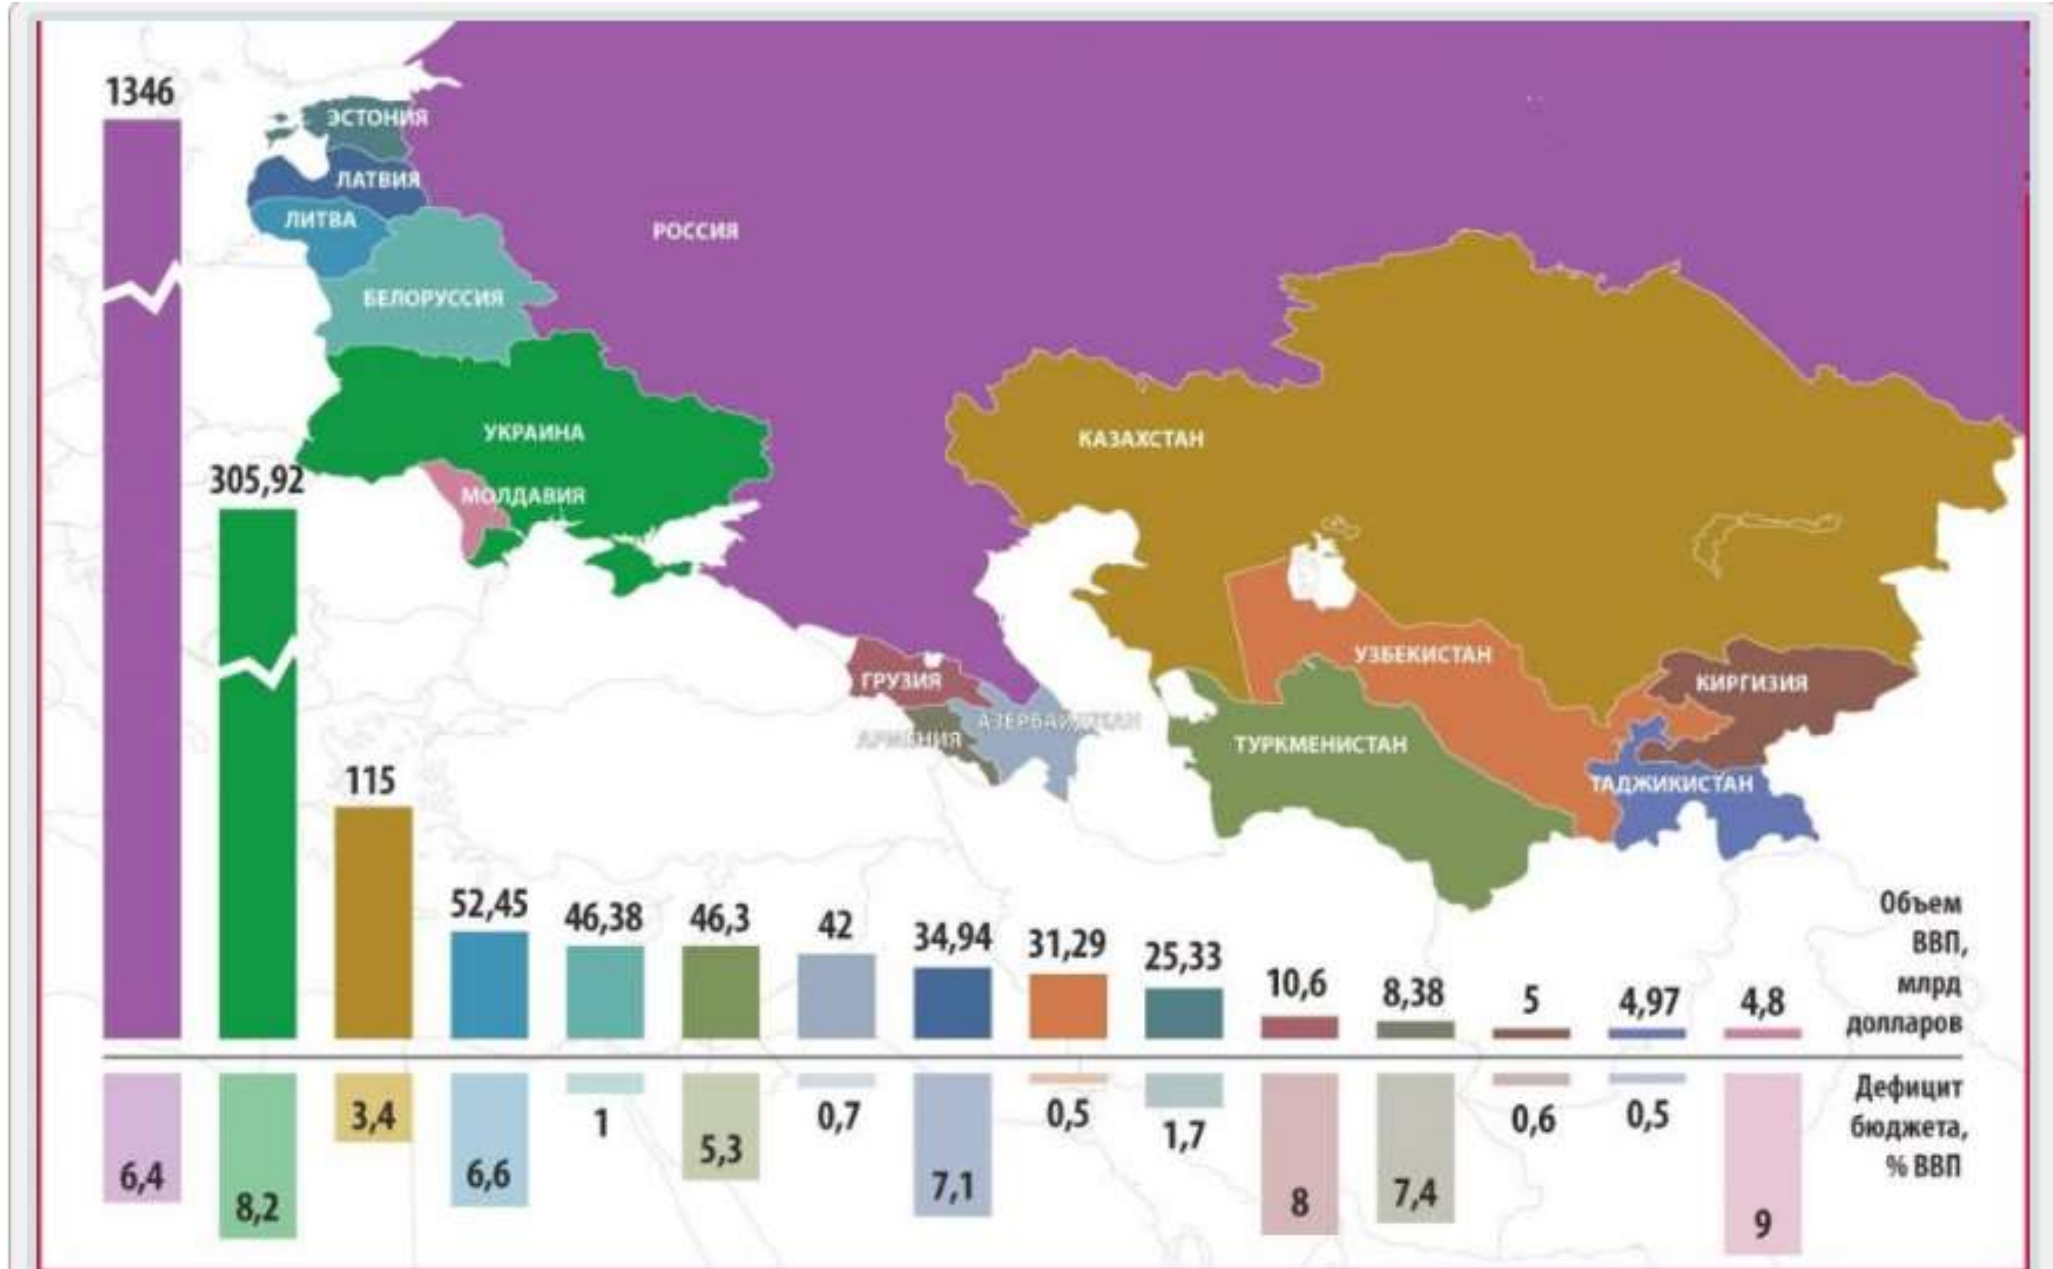 1346
ЭСТОНИЯ
ЛАТВИЯ
ЛИТВА
РОССИЯ
БЕЛОРУССИЯ
УКРАИНА
КАЗАХСТАН
305,92
МОЛДАВИЯ
УЗБЕКИСТАН
ГРУЗИЯ
КИРГИЗИЯ
АЗЕРБАЙДЖАН
АРМЕНИЯ
ТУРКМЕНИСТАН
115
ТАДЖИКИСТАН
52,45
46,38
46,3
42
34,94
31,29
25,33
10,6
8,38
5
4,97
4,8
Объем
ВВП,
млрд
долларов
6,4
8,2
3,4
6,6
1
5,3
0,7
7,1
0,5
1,7
8
7,4
0,6
0,5
9
Дефицит
бюджета,
% ВВП